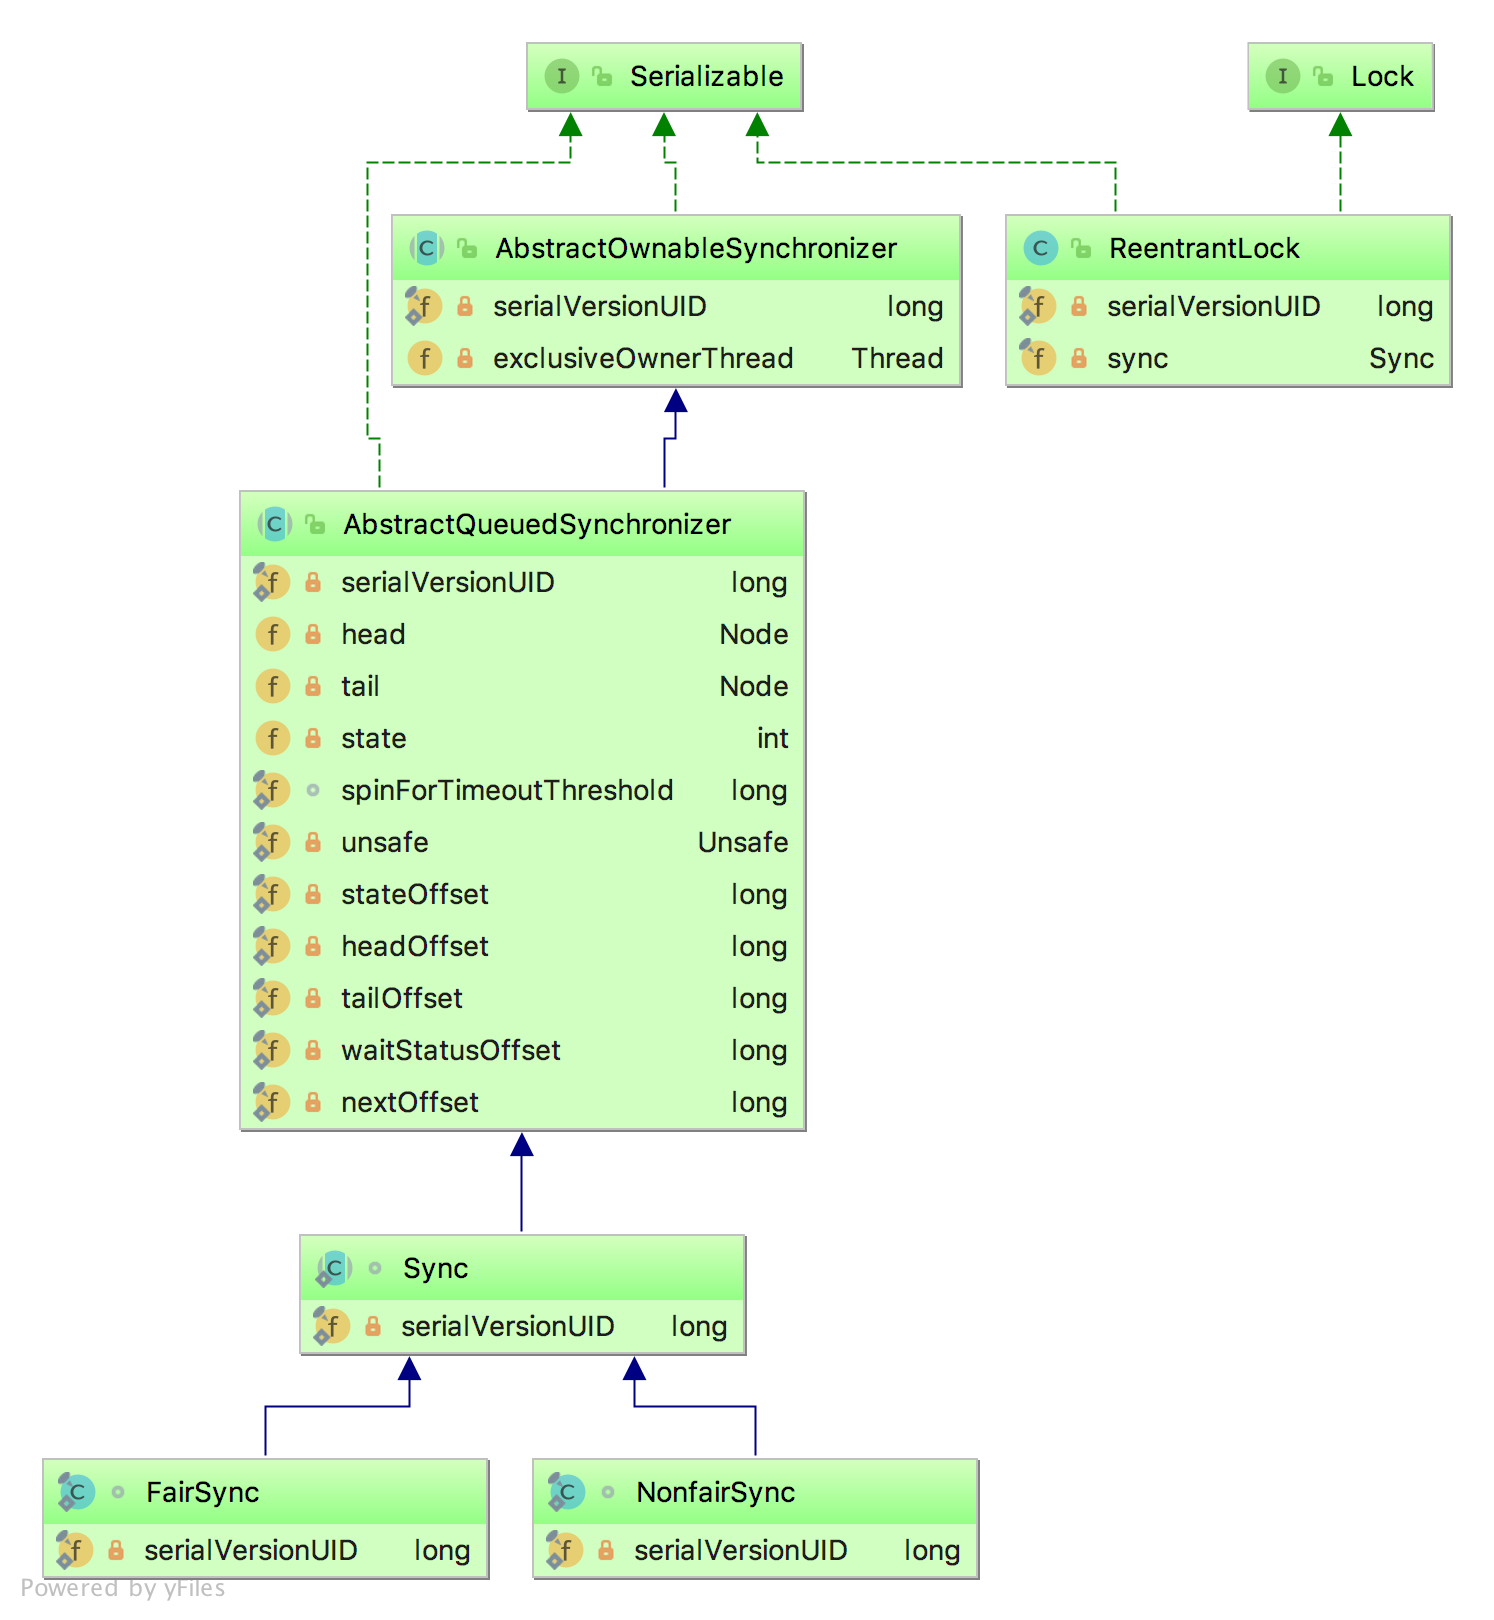 Serializable
Lock
AbstractOwnableSynchronizer
serialVersionUID long
exclusiveOwnerThread Thread
ReentrantLock
serialVersionUID long
sync Sync
AbstractQueuedSynchronizer
serialVersionUID long
head Node
tail Node
state int
spinForTimeoutThreshold long
unsafe Unsafe
stateOffset long
headOffset long
tailOffset long
waitStatusOffset long
nextOffset long
Sync
serialVersionUID long
FairSync
serialVersionUID long
NonfairSync
serialVersionUID long
Powered by yFiles